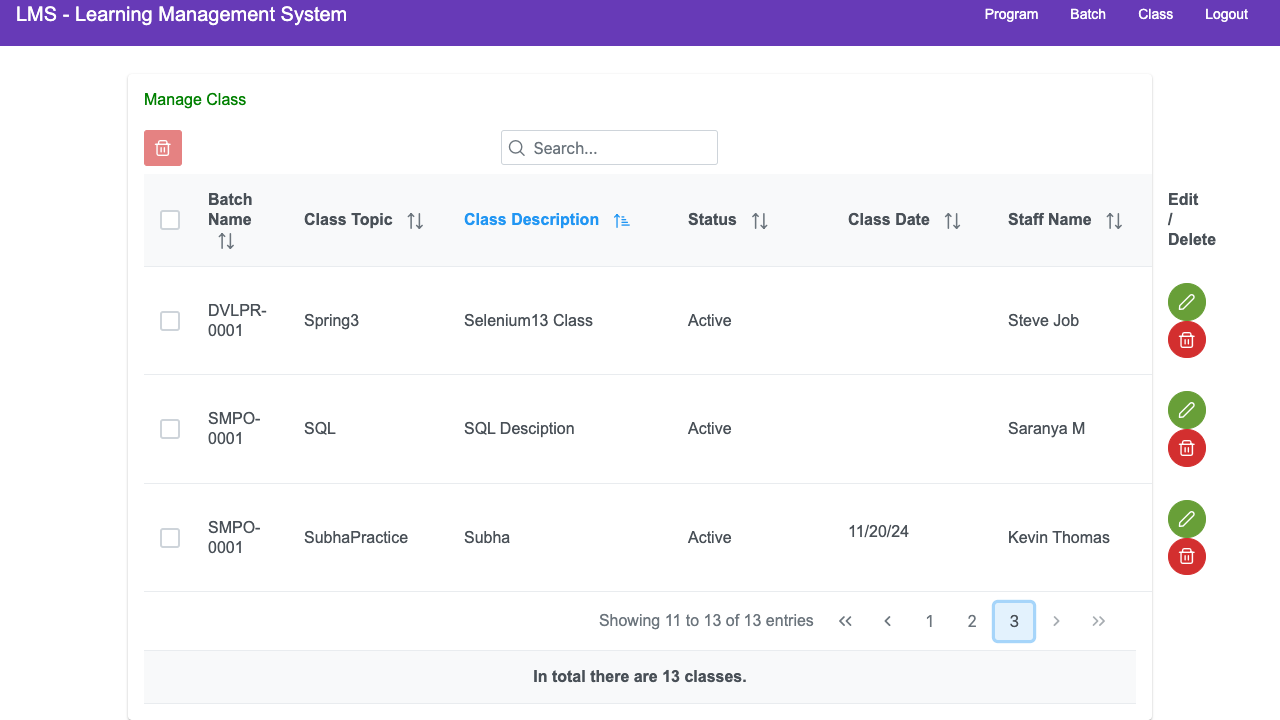 LMS - Learning Management System
Program
Batch
Class
Logout
Manage Class
Search...
Batch
Name
Class Topic
Class Description
Status
Class Date
Staff Name
Edit
/
Delete
DVLPR-
0001
Spring3
Selenium13 Class
Active
Steve Job
SMPO-
0001
SQL
SQL Desciption
Active
Saranya M
SMPO-
0001
SubhaPractice
Subha
Active
11/20/24
Kevin Thomas
Showing 11 to 13 of 13 entries
1
2
3
In total there are 13 classes.